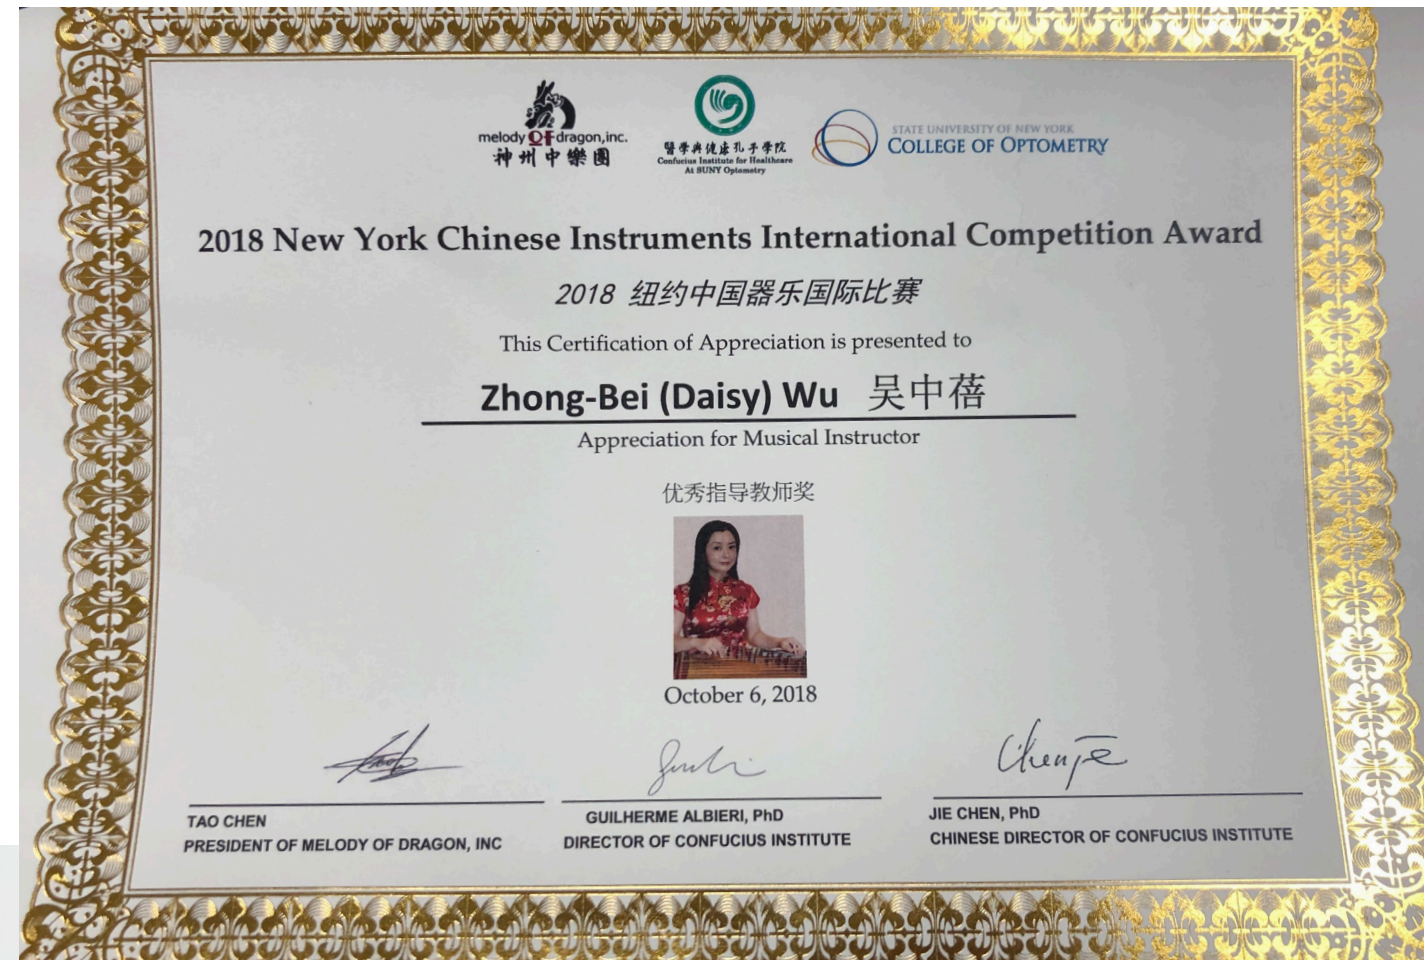 melody OF dragon,inc.
神州中樂團
醫學與健康孔子學院
Confucius Institute for Healthcare
At SUNY Optometry
STATE UNIVERSITY OF NEW YORK
COLLEGE OF OPTOMETRY
2018 New York Chinese Instruments International Competition Award
2018 纽约中国器乐国际比赛
This Certification of Appreciation is presented to
Zhong-Bei (Daisy) Wu 吴中蓓
Appreciation for Musical Instructor
优秀指导教师奖
October 6, 2018
TAO CHEN
PRESIDENT OF MELODY OF DRAGON, INC
GUILHERME ALBIERI, PhD
DIRECTOR OF CONFUCIUS INSTITUTE
JIE CHEN, PhD
CHINESE DIRECTOR OF CONFUCIUS INSTITUTE